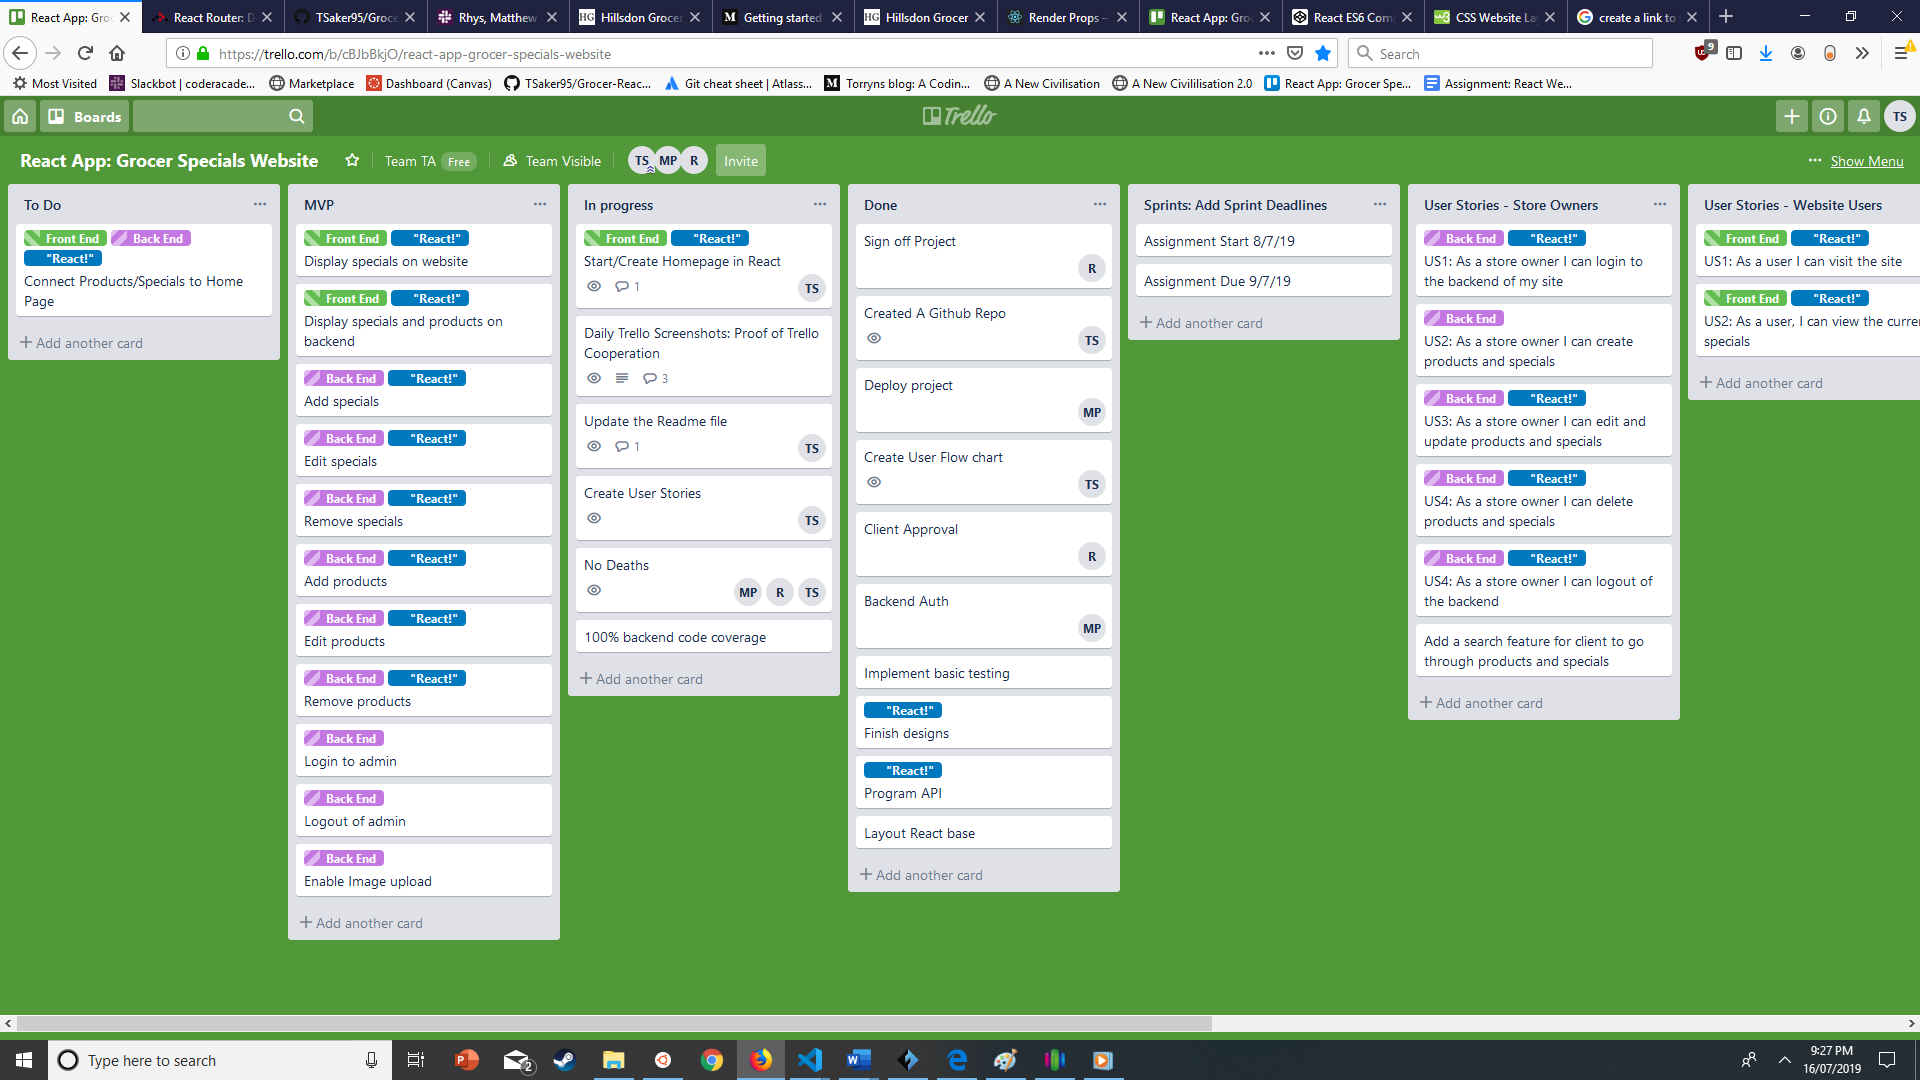 React App: Groc
React Router: D
TSaker95/Groce
Rhys, Matthew
Hillsdon Grocer
Getting started
Hillsdon Grocer
Render Props –
React App: Groc
React ES6 Com
CSS Website La
create a link to
https://trello.com/b/cBJbBkjO/react-app-grocer-specials-website
Search
9
Most Visited
Slackbot | coderacade...
Marketplace
Dashboard (Canvas)
TSaker95/Grocer-Reac...
Git cheat sheet | Atlass...
Torryns blog: A Codin...
A New Civilisation
A New Civililisation 2.0
React App: Grocer Spe...
Assignment: React We...
Boards
Trello
TS
React App: Grocer Specials Website
Team TA Free
Team Visible
TS MP R
Invite
... Show Menu
To Do
Front End Back End
"React!"
Connect Products/Specials to Home
Page
+ Add another card
MVP
Front End "React!"
Display specials on website
Front End "React!"
Display specials and products on
backend
Back End "React!"
Add specials
Back End "React!"
Edit specials
Back End "React!"
Remove specials
Back End "React!"
Add products
Back End "React!"
Edit products
Back End "React!"
Remove products
Back End
Login to admin
Back End
Logout of admin
Back End
Enable Image upload
+ Add another card
In progress
Front End "React!"
Start/Create Homepage in React
1
TS
Daily Trello Screenshots: Proof of Trello
Cooperation
3
Update the Readme file
1
TS
Create User Stories
TS
No Deaths
MP R TS
100% backend code coverage
+ Add another card
Done
Sign off Project
R
Created A Github Repo
TS
Deploy project
MP
Create User Flow chart
TS
Client Approval
R
Backend Auth
MP
Implement basic testing
"React!"
Finish designs
"React!"
Program API
Layout React base
+ Add another card
Sprints: Add Sprint Deadlines
Assignment Start 8/7/19
Assignment Due 9/7/19
+ Add another card
User Stories - Store Owners
Back End "React!"
US1: As a store owner I can login to
the backend of my site
Back End
US2: As a store owner I can create
products and specials
Back End "React!"
US3: As a store owner I can edit and
update products and specials
Back End "React!"
US4: As a store owner I can delete
products and specials
Back End "React!"
US4: As a store owner I can logout of
the backend
Add a search feature for client to go
through products and specials
+ Add another card
User Stories - Website Users
Front End "React!"
US1: As a user I can visit the site
Front End "React!"
US2: As a user, I can view the curre
specials
+ Add another card
Type here to search
2
9:27 PM
16/07/2019